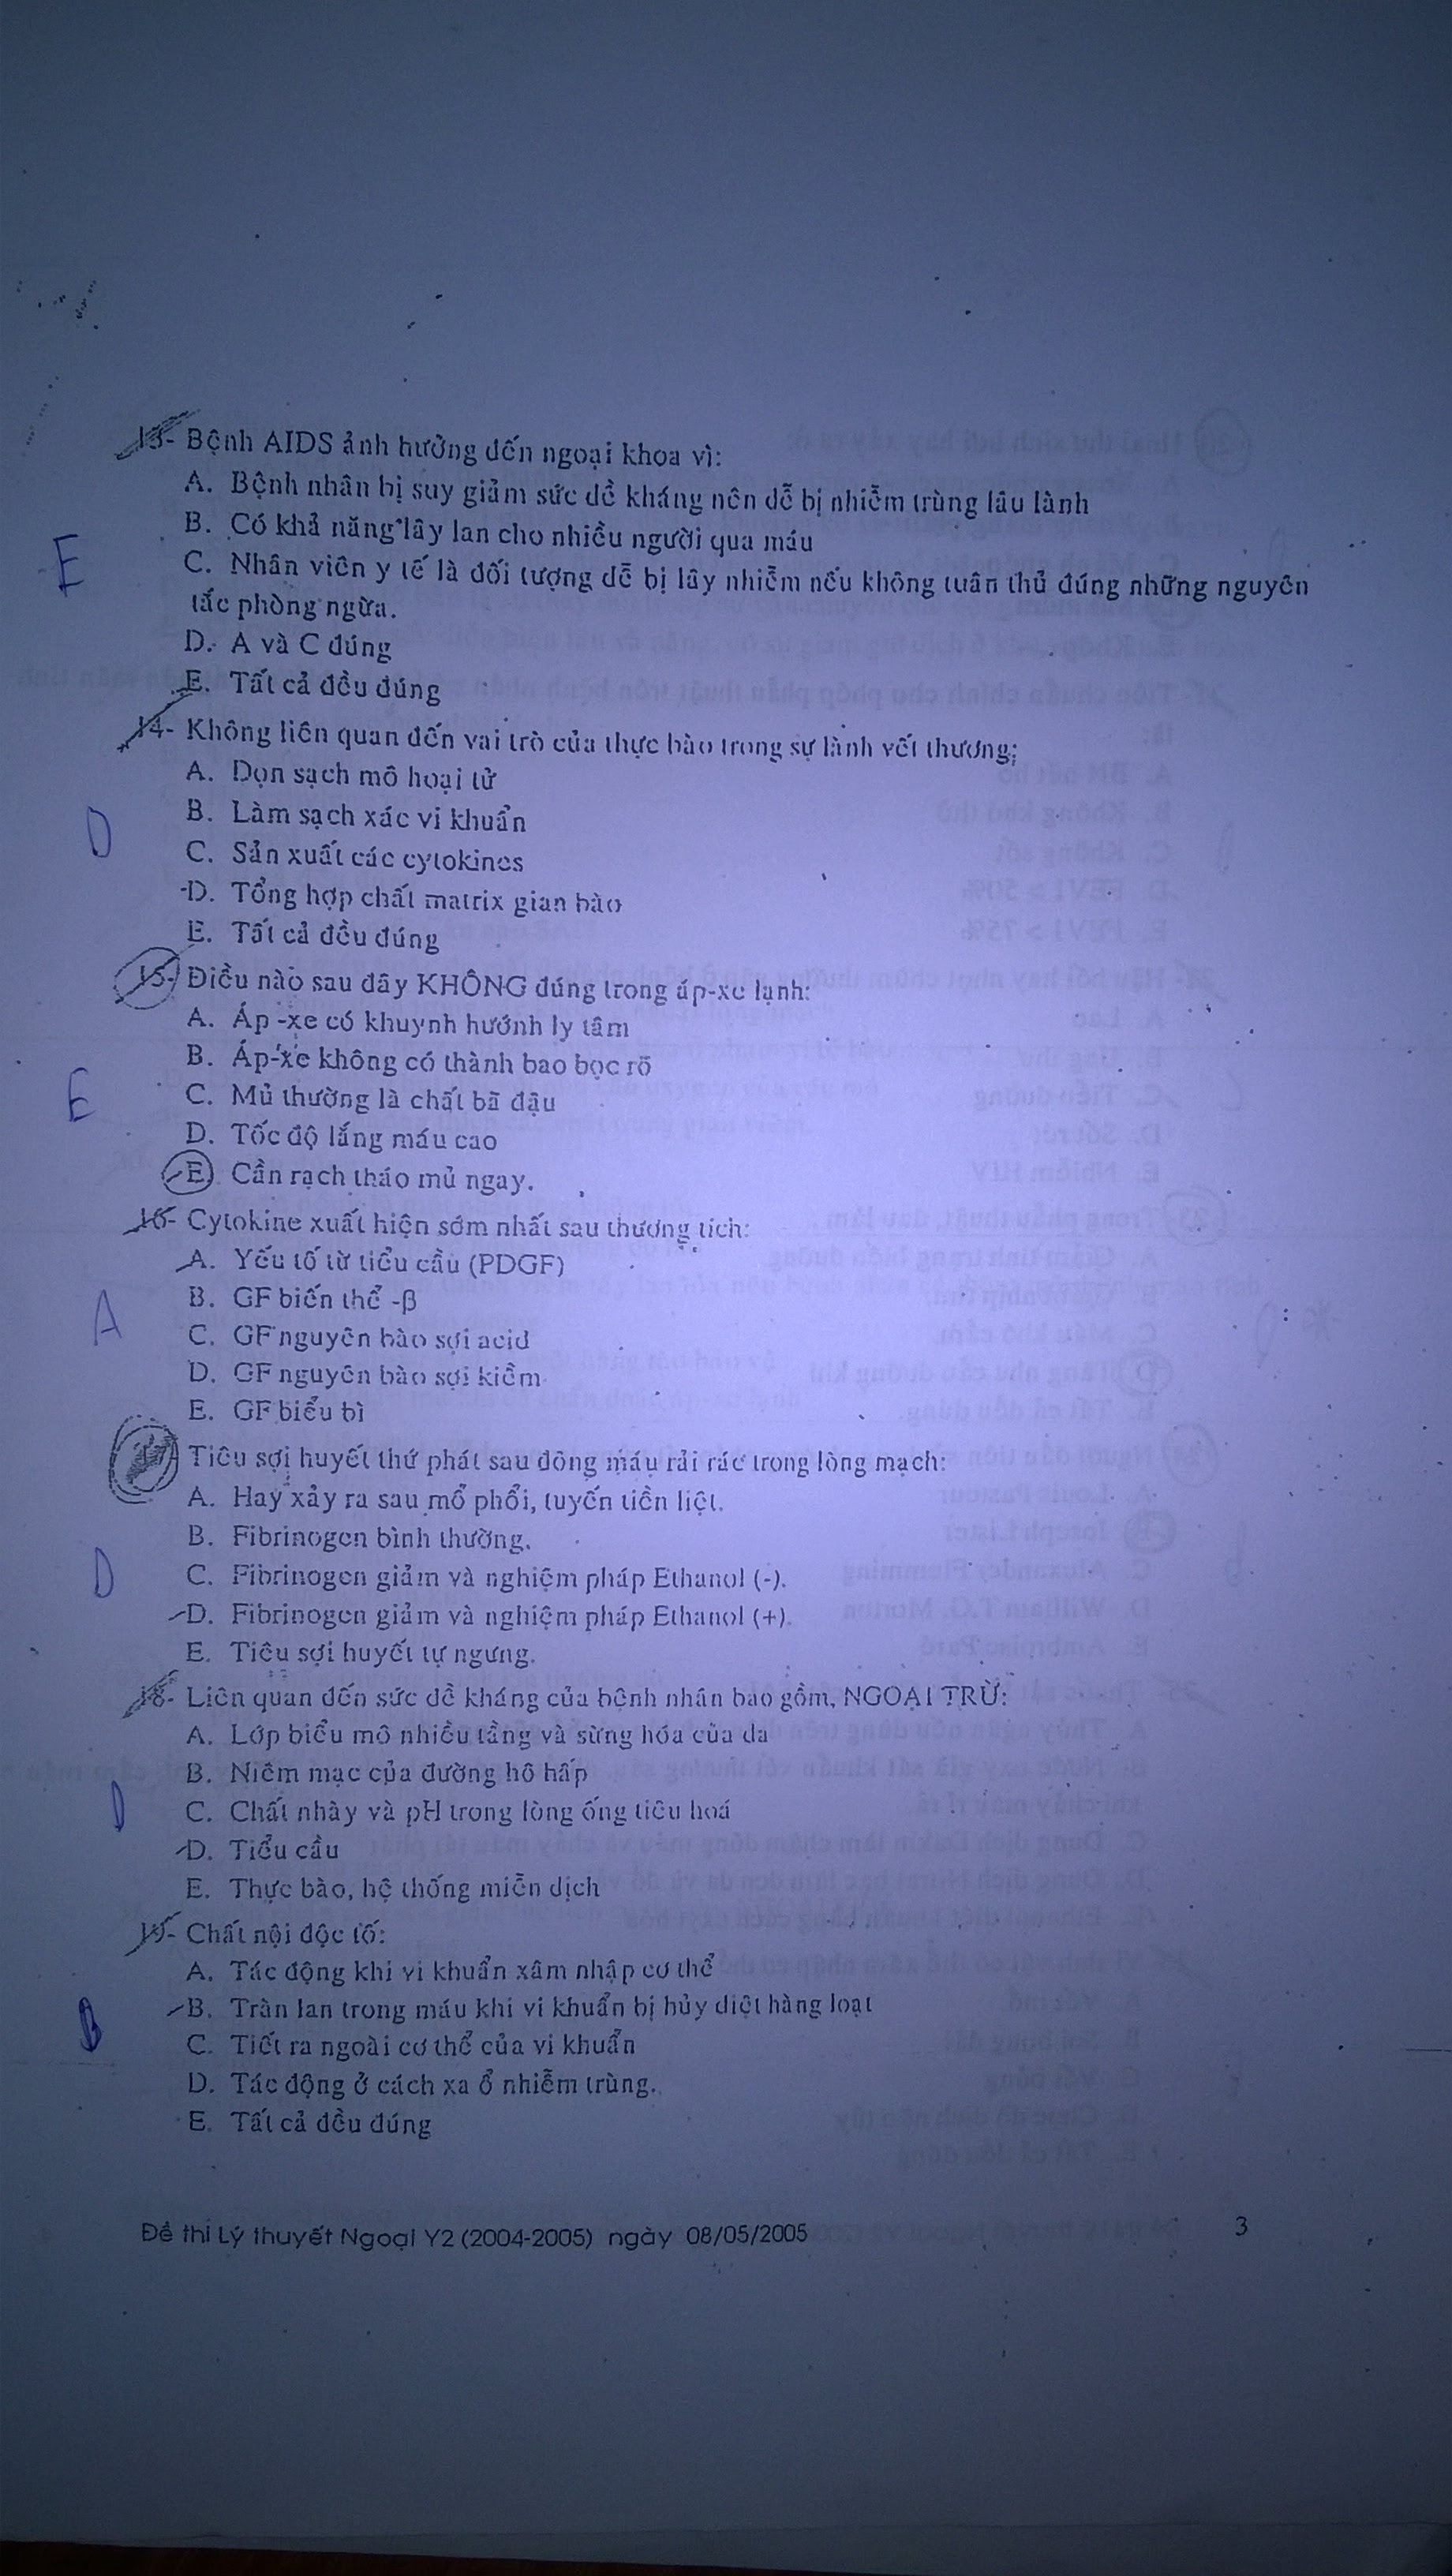 13- Bệnh AIDS ảnh hưởng đến ngoại khoa vì:
A. Bệnh nhân bị suy giảm sức đề kháng nên dễ bị nhiễm trùng lâu lành
B. Có khả năng lây lan cho nhiều người qua máu
E
C. Nhân viên y tế là đối tượng dễ bị lây nhiễm nếu không tuân thủ đúng những nguyên
tắc phòng ngừa.
D. A và C đúng
E. Tất cả đều đúng
14- Không liên quan đến vai trò của thực bào trong sự lành vết thương:
A. Dọn sạch mô hoại tử
B. Làm sạch xác vi khuẩn
D
C. Sản xuất các cytokines
D. Tổng hợp chất matrix gian bào
E. Tất cả đều đúng
15- Điều nào sau đây KHÔNG đúng trong áp-xe lạnh:
A. Áp-xe có khuynh hướnh ly tâm
B. Áp-xe không có thành bao bọc rõ
E
C. Mủ thường là chất bã đậu
D. Tốc độ lắng máu cao
E. Cần rạch tháo mủ ngay.
16- Cytokine xuất hiện sớm nhất sau thương tích:
A. Yếu tố từ tiểu cầu (PDGF)
B. GF biến thể -β
A
C. GF nguyên bào sợi acid
D. GF nguyên bào sợi kiềm
E. GF biểu bì
17- Tiêu sợi huyết thứ phát sau đông máu rải rác trong lòng mạch:
A. Hay xảy ra sau mổ phổi, tuyến tiền liệt.
B. Fibrinogen bình thường.
D
C. Fibrinogen giảm và nghiệm pháp Ethanol (-).
D. Fibrinogen giảm và nghiệm pháp Ethanol (+).
E. Tiêu sợi huyết tự ngưng.
18- Liên quan đến sức đề kháng của bệnh nhân bao gồm, NGOẠI TRỪ:
A. Lớp biểu mô nhiều tầng và sừng hóa của da
B. Niêm mạc của đường hô hấp
D
C. Chất nhầy và pH trong lòng ống tiêu hoá
D. Tiểu cầu
E. Thực bào, hệ thống miễn dịch
19- Chất nội độc tố:
A. Tác động khi vi khuẩn xâm nhập cơ thể
B
B. Tràn lan trong máu khi vi khuẩn bị hủy diệt hàng loạt
C. Tiết ra ngoài cơ thể của vi khuẩn
D. Tác động ở cách xa ổ nhiễm trùng.
E. Tất cả đều đúng
Đề thi Lý thuyết Ngoại Y2 (2004-2005) ngày 08/05/2005 3